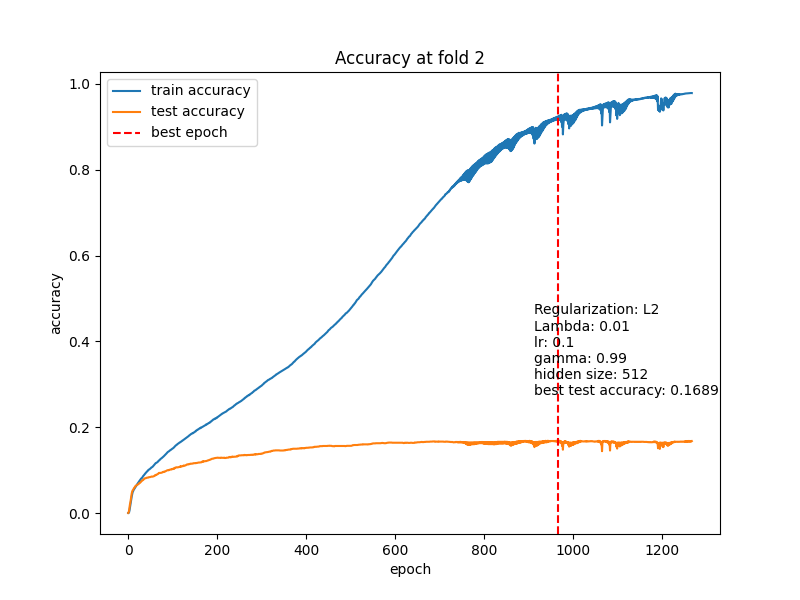 Accuracy at fold 2
train accuracy
test accuracy
best epoch
1.0
0.8
0.6
0.4
0.2
0.0
accuracy
Regularization: L2
Lambda: 0.01
lr: 0.1
gamma: 0.99
hidden size: 512
best test accuracy: 0.1689
0 200 400 600 800 1000 1200
epoch